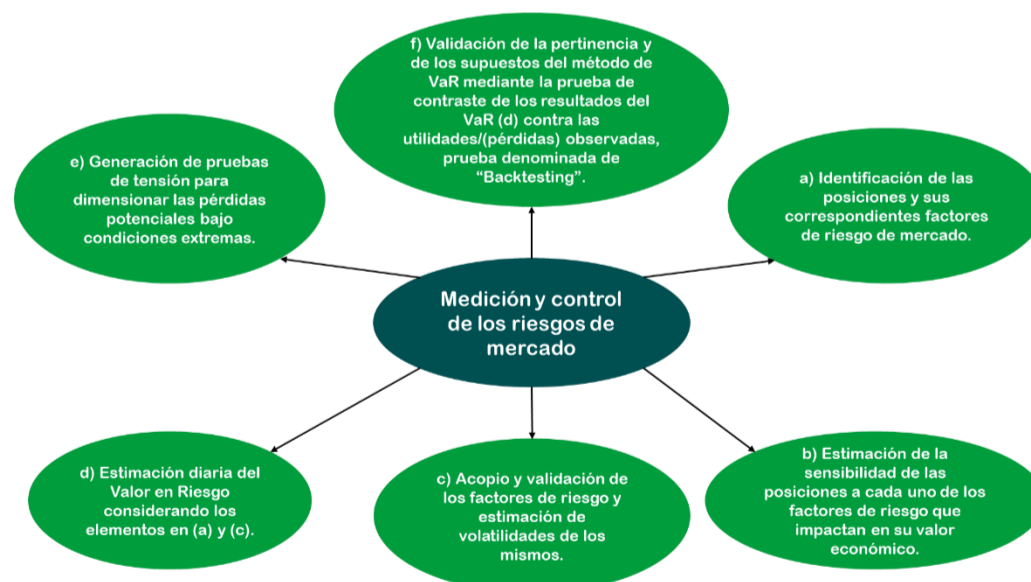 f) Validación de la pertinencia y
de los supuestos del método de
VaR mediante la prueba de
contraste de los resultados del
VaR (d) contra las
utilidades/(pérdidas) observadas,
prueba denominada de
“Backtesting”.
e) Generación de pruebas
de tensión para
dimensionar las pérdidas
potenciales bajo
condiciones extremas.
a) Identificación de las
posiciones y sus
correspondientes factores
de riesgo de mercado.
Medición y control
de los riesgos de
mercado
d) Estimación diaria del
Valor en Riesgo
considerando los
elementos en (a) y (c).
c) Acopio y validación de
los factores de riesgo y
estimación de
volatilidades de los
mismos.
b) Estimación de la
sensibilidad de las
posiciones a cada uno de los
factores de riesgo que
impactan en su valor
económico.